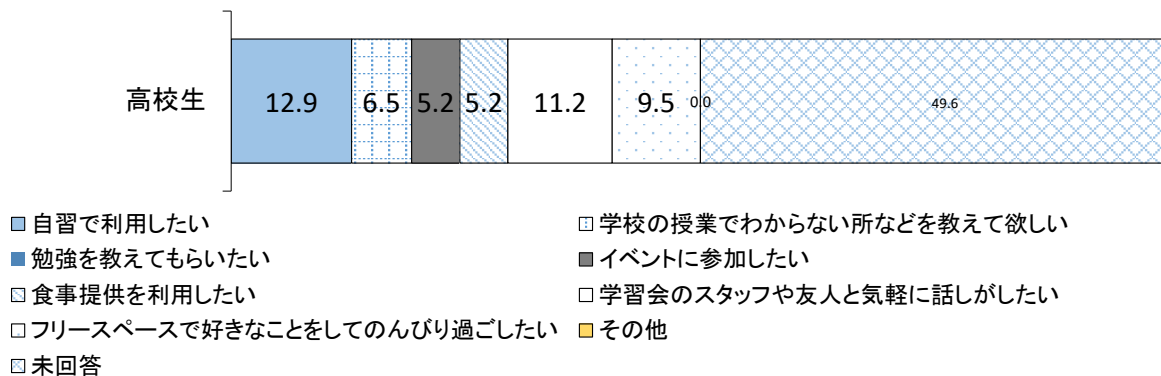 高校生 12.9 6.5 5.2 5.2 11.2 9.5 0.0 49.6
自習で利用したい 学校の授業でわからない所などを教えて欲しい
勉強を教えてもらいたい イベントに参加したい
食事提供を利用したい 学習会のスタッフや友人と気軽に話しがしたい
フリースペースで好きなことをしてのんびり過ごしたい その他
未回答